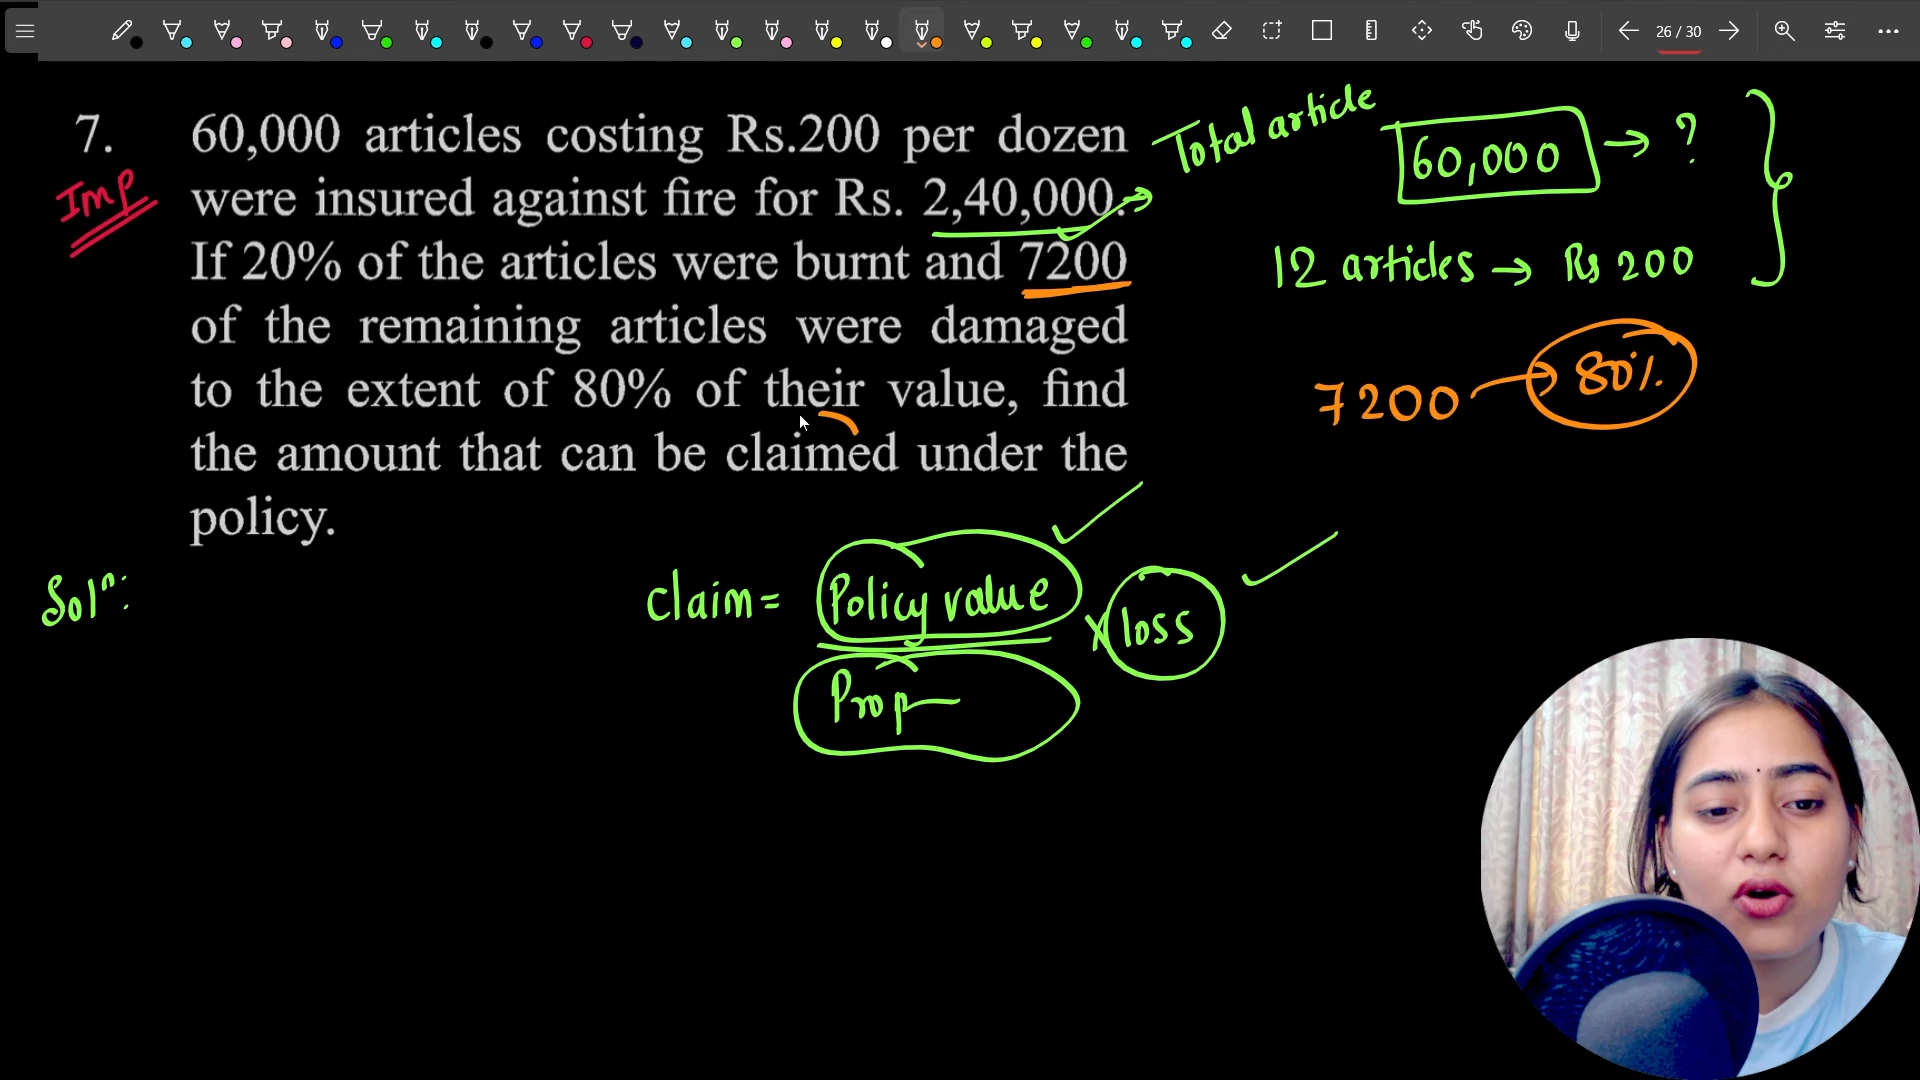 26 / 30
7. 60,000 articles costing Rs.200 per dozen
were insured against fire for Rs. 2,40,000.
If 20% of the articles were burnt and 7200
of the remaining articles were damaged
to the extent of 80% of their value, find
the amount that can be claimed under the
policy.
Imp
Total article
60,000 → ?
12 articles → Rs 200
7200 → 80%
Solⁿ:
claim = Policy value
x loss
Prop